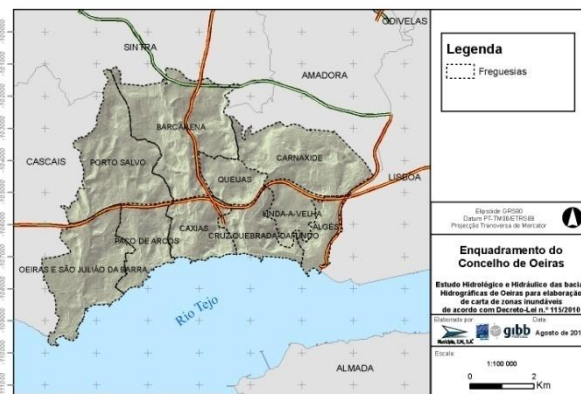 ODIVELAS
SINTRA
AMADORA
BARCARENA
CASCAIS
PORTO SALVO
CARNAXIDE
QUEIJAS
LISBOA
LINDA-A-VELHA
ALGÉS
PAÇO DE ARCOS
CAXIAS
CRUZ QUEBRADA-DAFUNDO
OEIRAS E SÃO JULIÃO DA BARRA
Rio Tejo
ALMADA
Legenda
Freguesias
Elipsóide GRS80
Datum PT-TM06/ETRS89
Projecção Transversa de Mercator
Enquadramento do
Concelho de Oeiras
Estudo Hidrológico e Hidráulico das bacia
Hidrográficas de Oeiras para elaboração
de carta de zonas inundáveis
de acordo com Decreto-Lei n.º 115/2010
Elaborado por
Data
gibb
Agosto de 201
Escala
1:100 000
0 2
Km